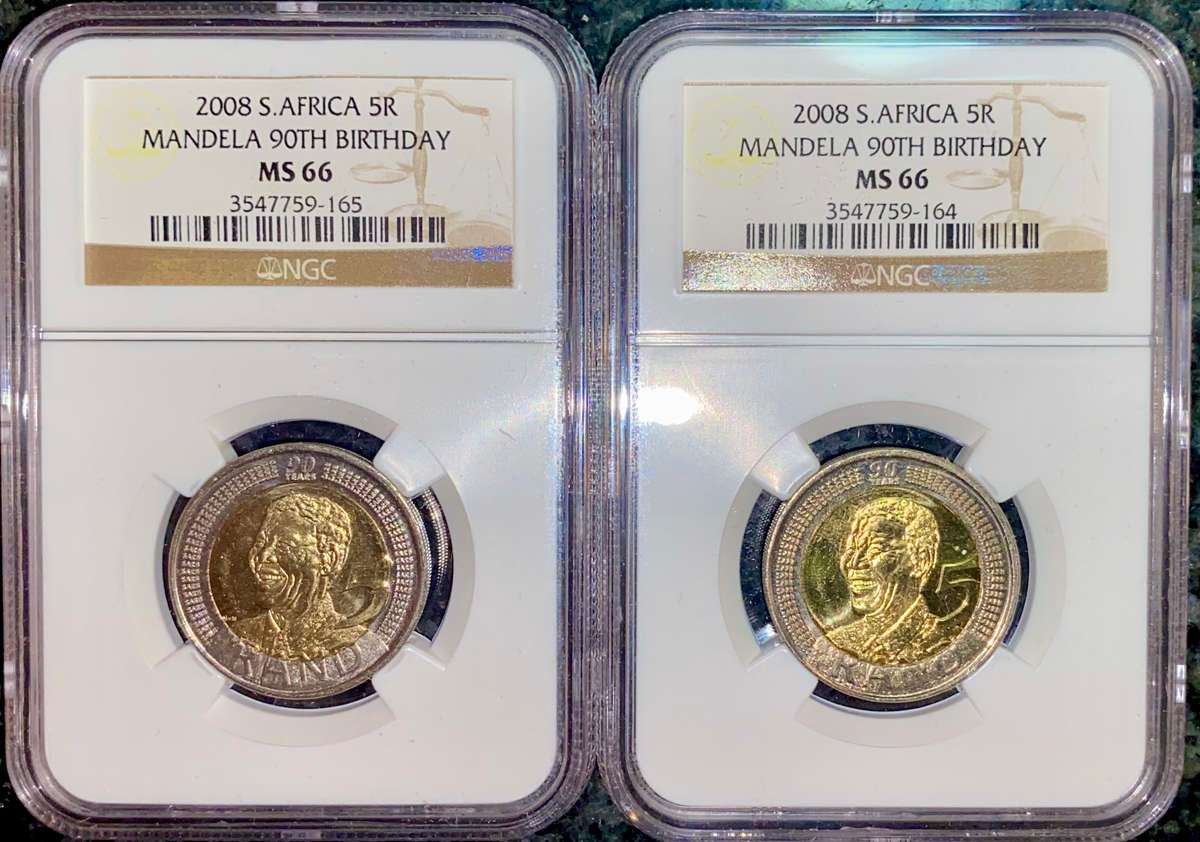 2008 S.AFRICA 5R
MANDELA 90TH BIRTHDAY
MS 66
3547759-165
NGC
90
YEARS
5
RAND
2008 S.AFRICA 5R
MANDELA 90TH BIRTHDAY
MS 66
3547759-164
NGC
90
5